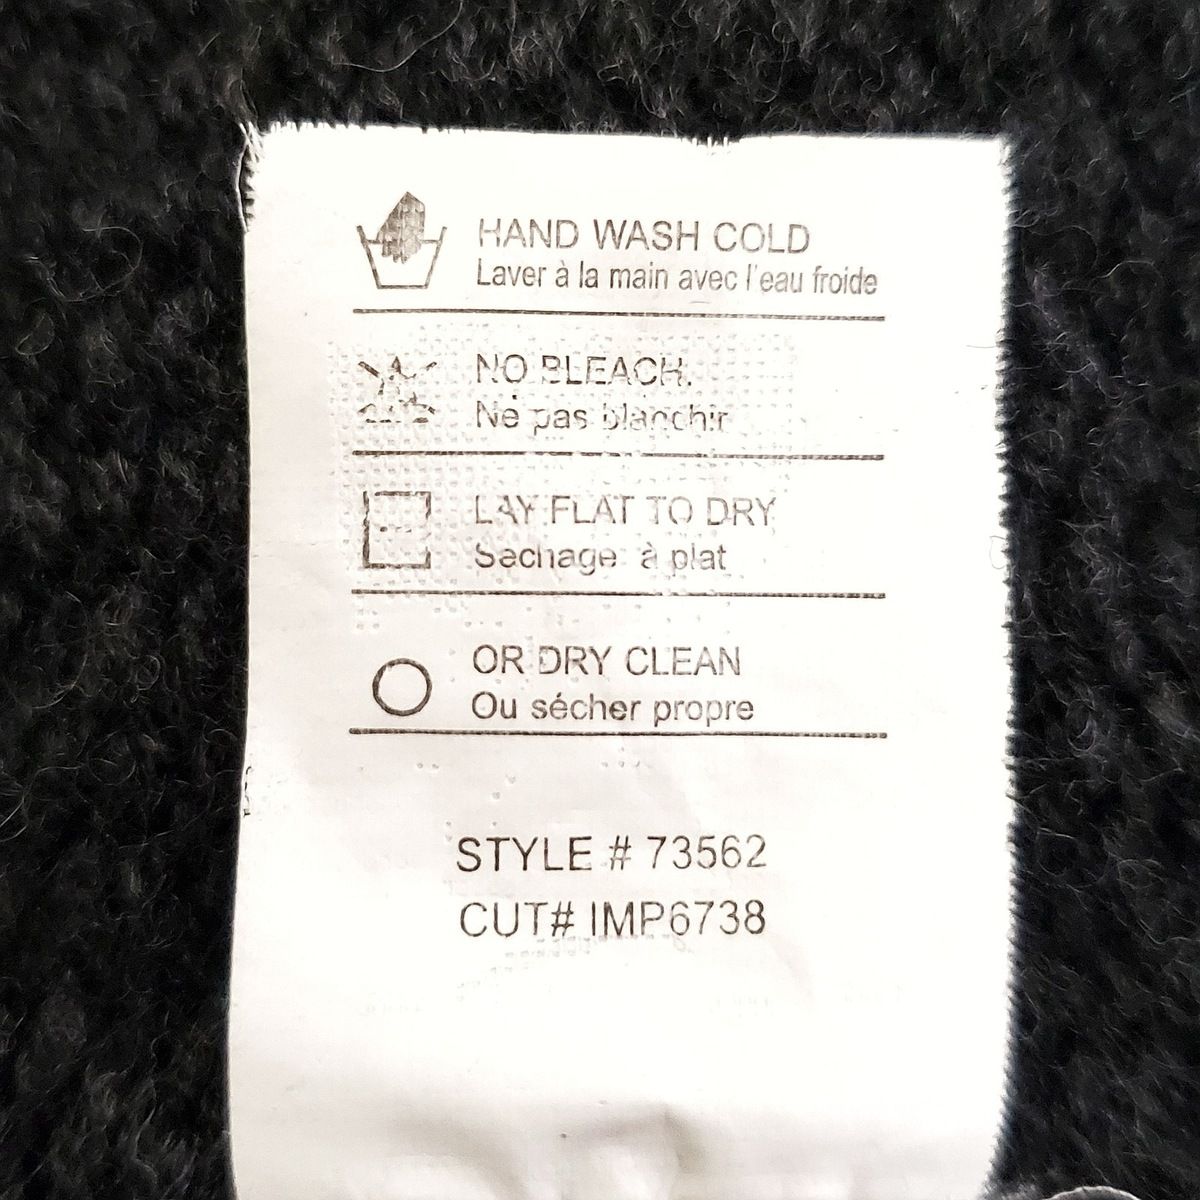 HAND WASH COLD
Laver à la main avec l'eau froide
NO BLEACH.
Ne pas blanchir
LAY FLAT TO DRY
Sechage à plat
OR DRY CLEAN
Ou sécher propre
STYLE # 73562
CUT# IMP6738